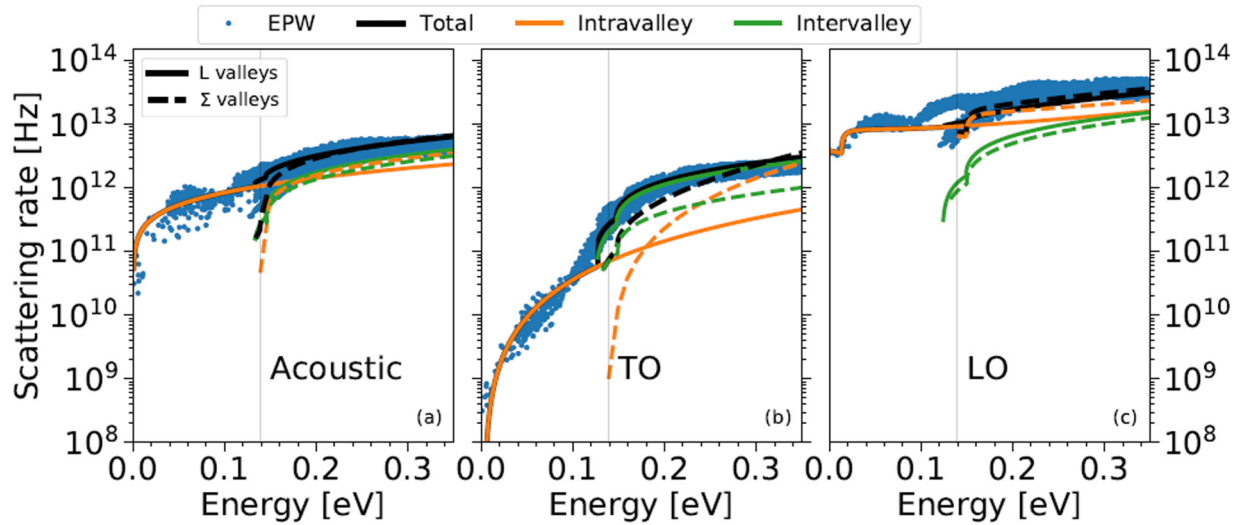 EPW Total Intravalley Intervalley
L valleys
Σ valleys
Scattering rate [Hz]
10^14
10^13
10^12
10^11
10^10
10^9
10^8
Acoustic
(a)
0.0 0.1 0.2 0.3
Energy [eV]
TO
(b)
0.0 0.1 0.2 0.3
Energy [eV]
LO
(c)
0.0 0.1 0.2 0.3
Energy [eV]
10^14
10^13
10^12
10^11
10^10
10^9
10^8